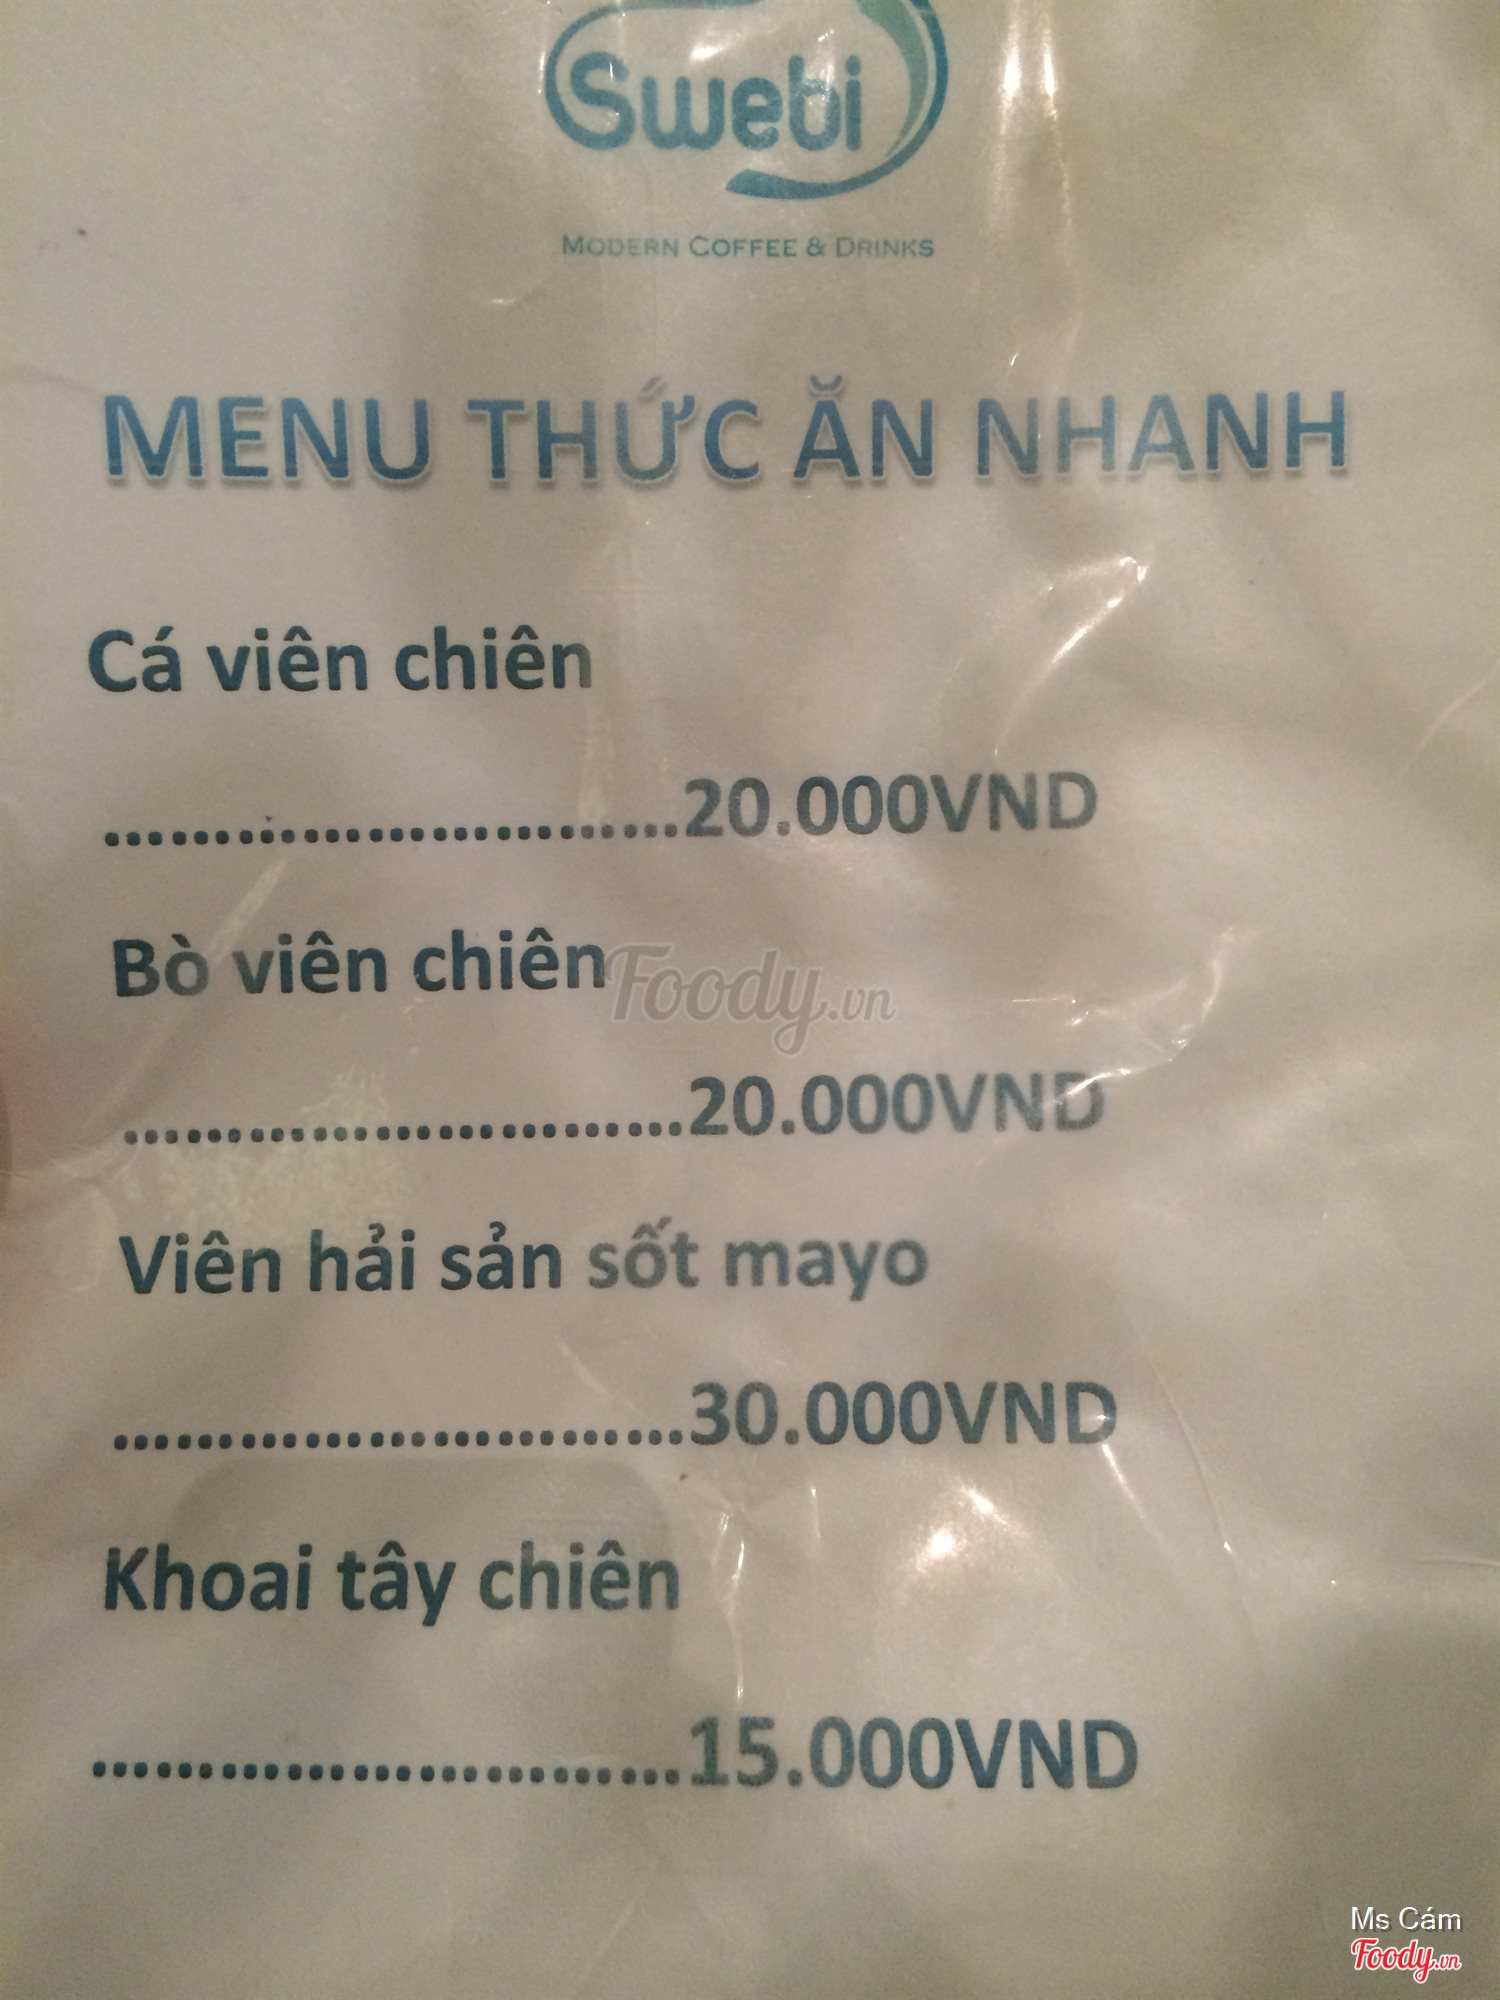 Swebi
MODERN COFFEE & DRINKS
MENU THỨC ĂN NHANH
Cá viên chiên
...........................20.000VND
Bò viên chiên
Foody.vn
...........................20.000VND
Viên hải sản sốt mayo
...........................30.000VND
Khoai tây chiên
...........................15.000VND
Ms Cám
Foody.vn